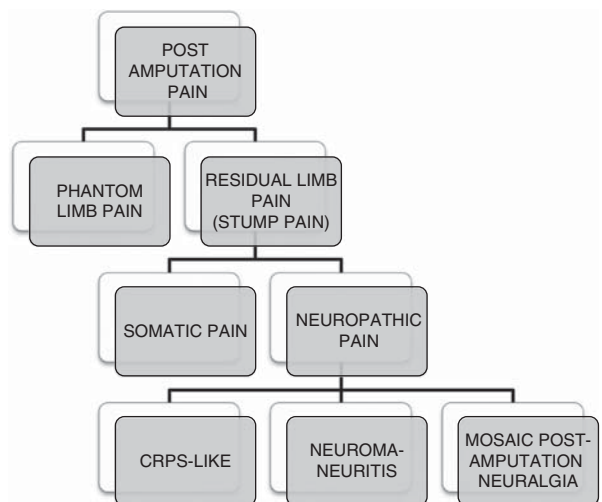 POST
AMPUTATION
PAIN
PHANTOM
LIMB PAIN
RESIDUAL LIMB
PAIN
(STUMP PAIN)
SOMATIC PAIN
NEUROPATHIC
PAIN
CRPS-LIKE
NEUROMA-
NEURITIS
MOSAIC POST-
AMPUTATION
NEURALGIA